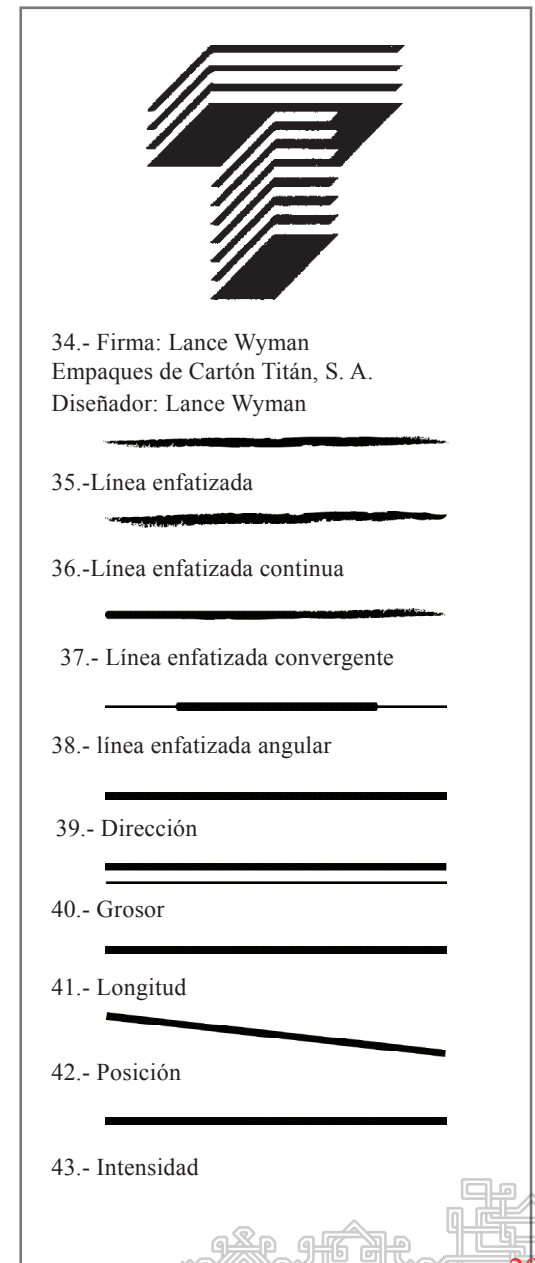 34.- Firma: Lance Wyman
Empaques de Cartón Titán, S. A.
Diseñador: Lance Wyman
35.-Línea enfatizada
36.-Línea enfatizada continua
37.- Línea enfatizada convergente
38.- línea enfatizada angular
39.- Dirección
40.- Grosor
41.- Longitud
42.- Posición
43.- Intensidad